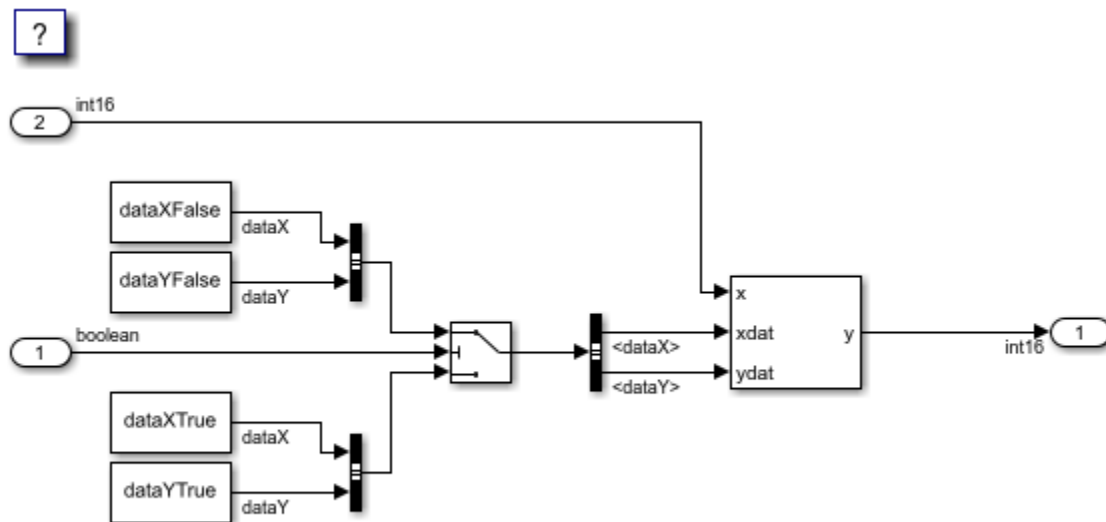 ?
int16
2
dataXFalse
dataX
dataYFalse
dataY
boolean
1
dataXTrue
dataX
dataYTrue
dataY
<dataX>
<dataY>
x
xdat
ydat
y
int16
1